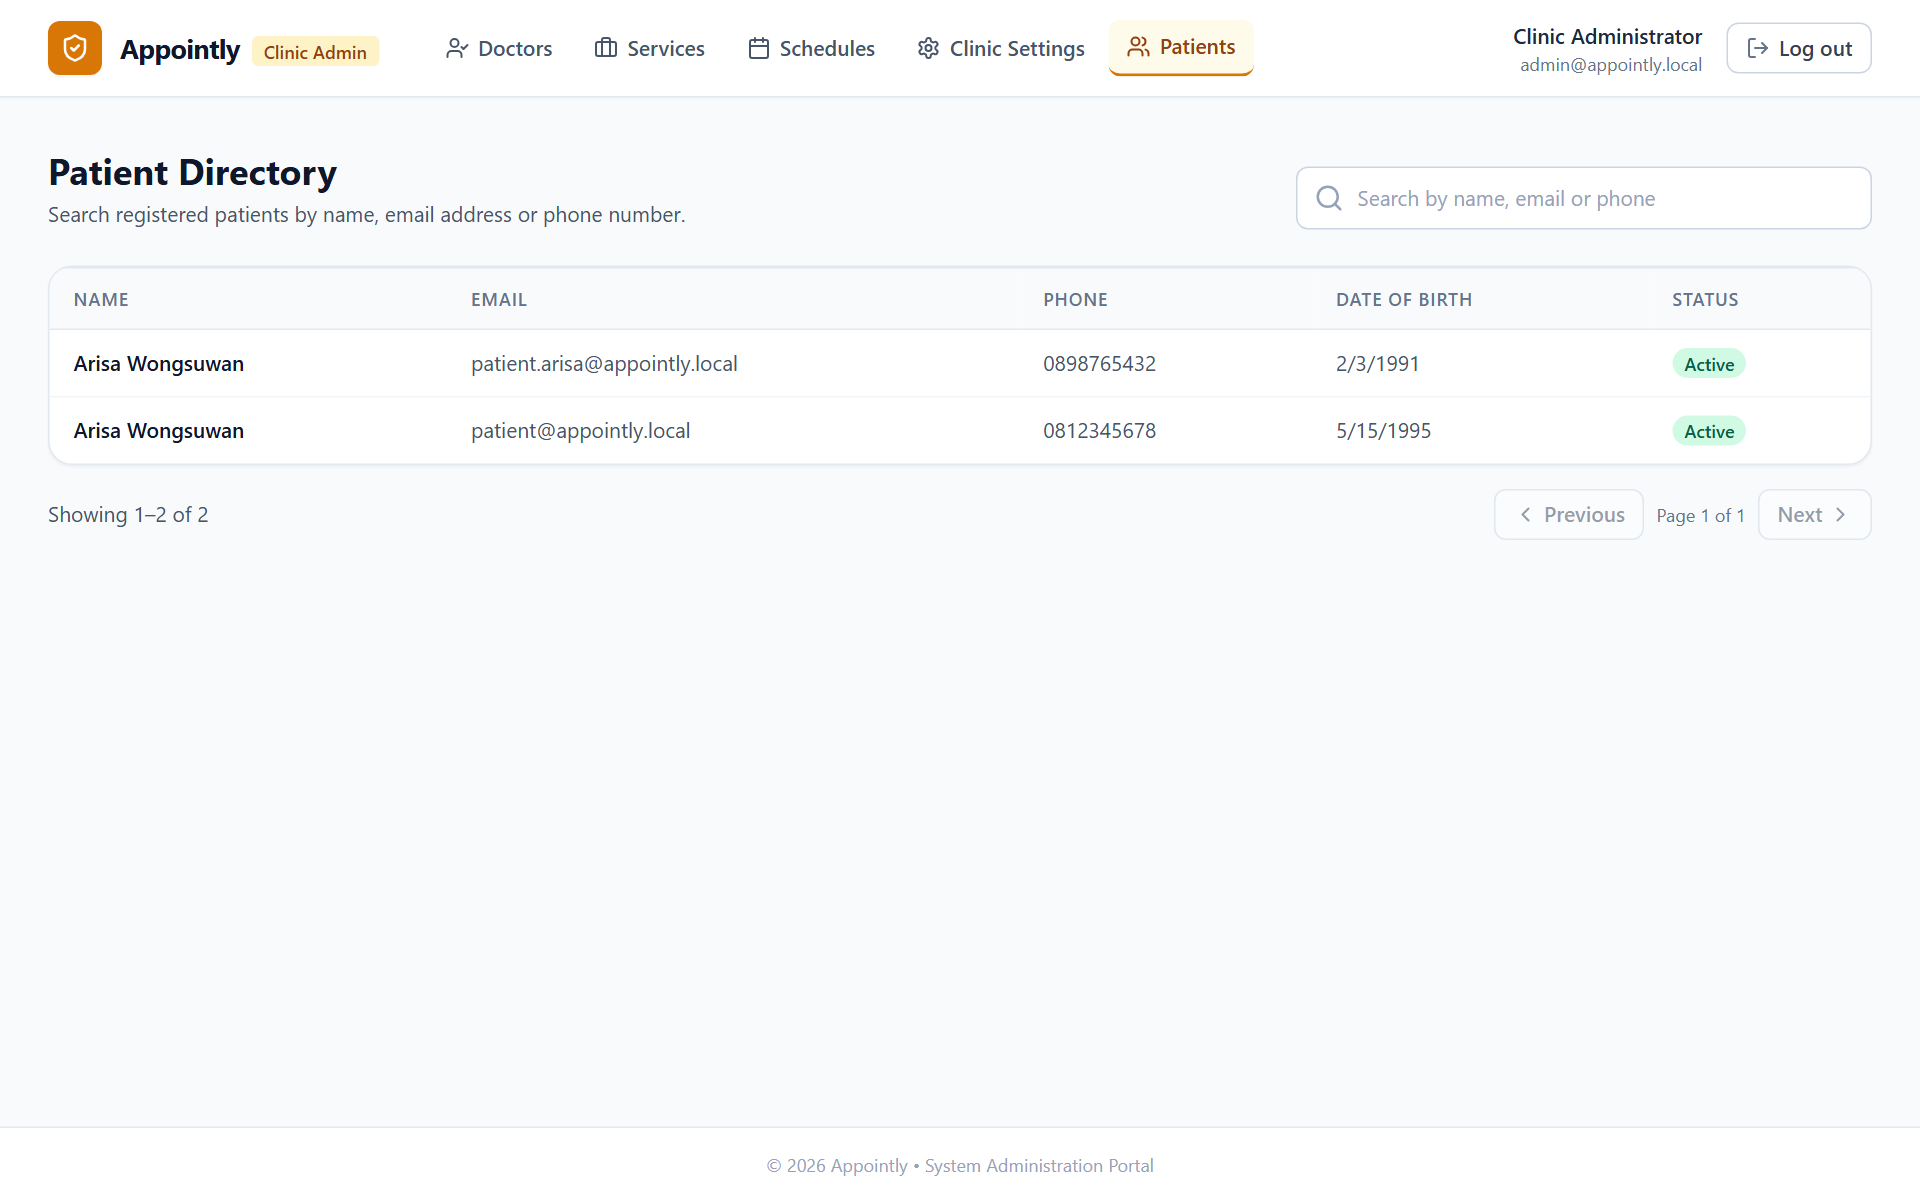 Appointly Clinic Admin Doctors Services Schedules Clinic Settings Patients Clinic Administrator Log out
admin@appointly.local
Patient Directory
Search registered patients by name, email address or phone number.
Search by name, email or phone
NAME EMAIL PHONE DATE OF BIRTH STATUS
Arisa Wongsuwan patient.arisa@appointly.local 0898765432 2/3/1991 Active
Arisa Wongsuwan patient@appointly.local 0812345678 5/15/1995 Active
Showing 1–2 of 2 Previous Page 1 of 1 Next
© 2026 Appointly • System Administration Portal